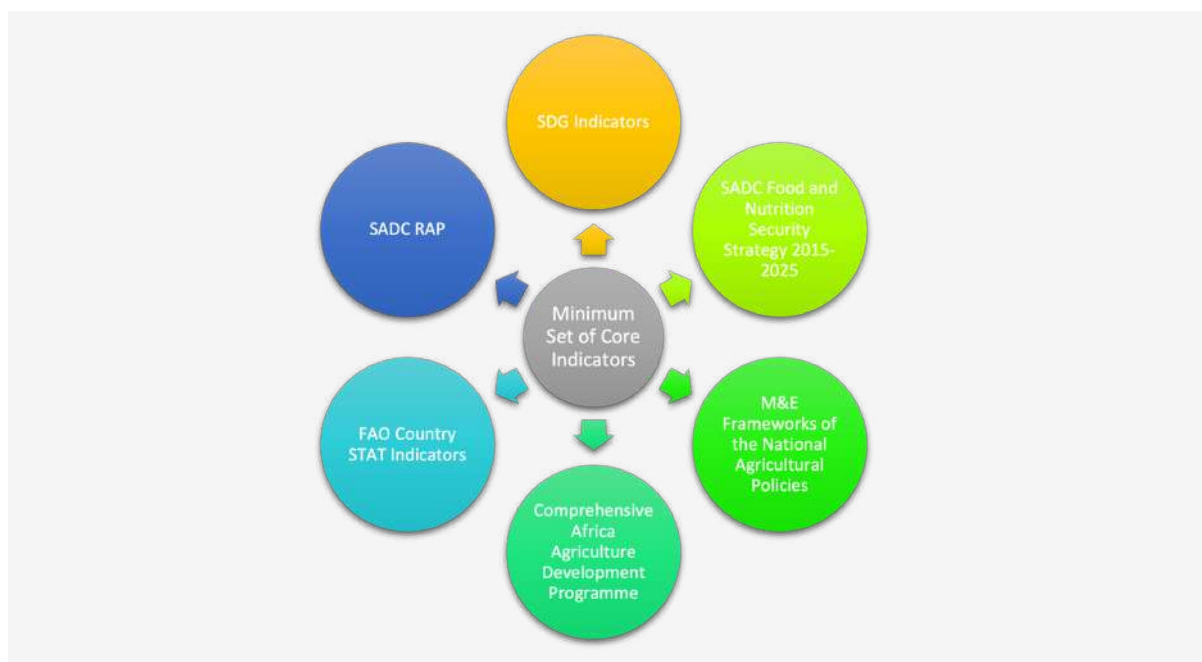 SDG Indicators
SADC Food and
Nutrition
Security
Strategy 2015-
2025
M&E
Frameworks of
the National
Agricultural
Policies
Comprehensive
Africa
Agriculture
Development
Programme
FAO Country
STAT Indicators
SADC RAP
Minimum
Set of Core
Indicators